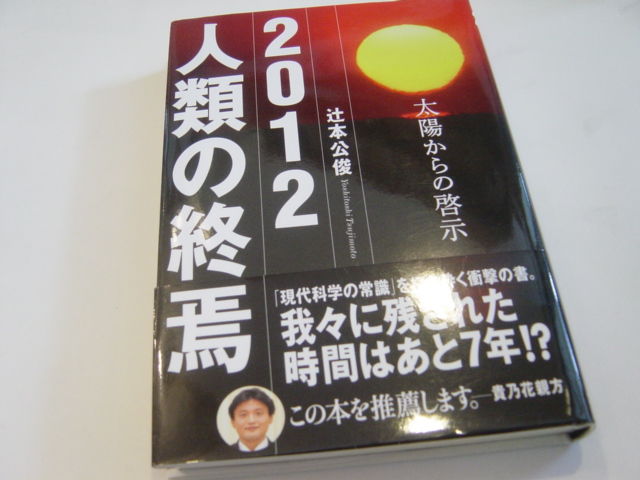 太陽からの啓示
辻本公俊
Yoshitoshi Tsujimoto
2012
人類の終焉
「現代科学の常識」を く衝撃の書。
我々に残された
時間はあと7年!?
この本を推薦します。―貴乃花親方